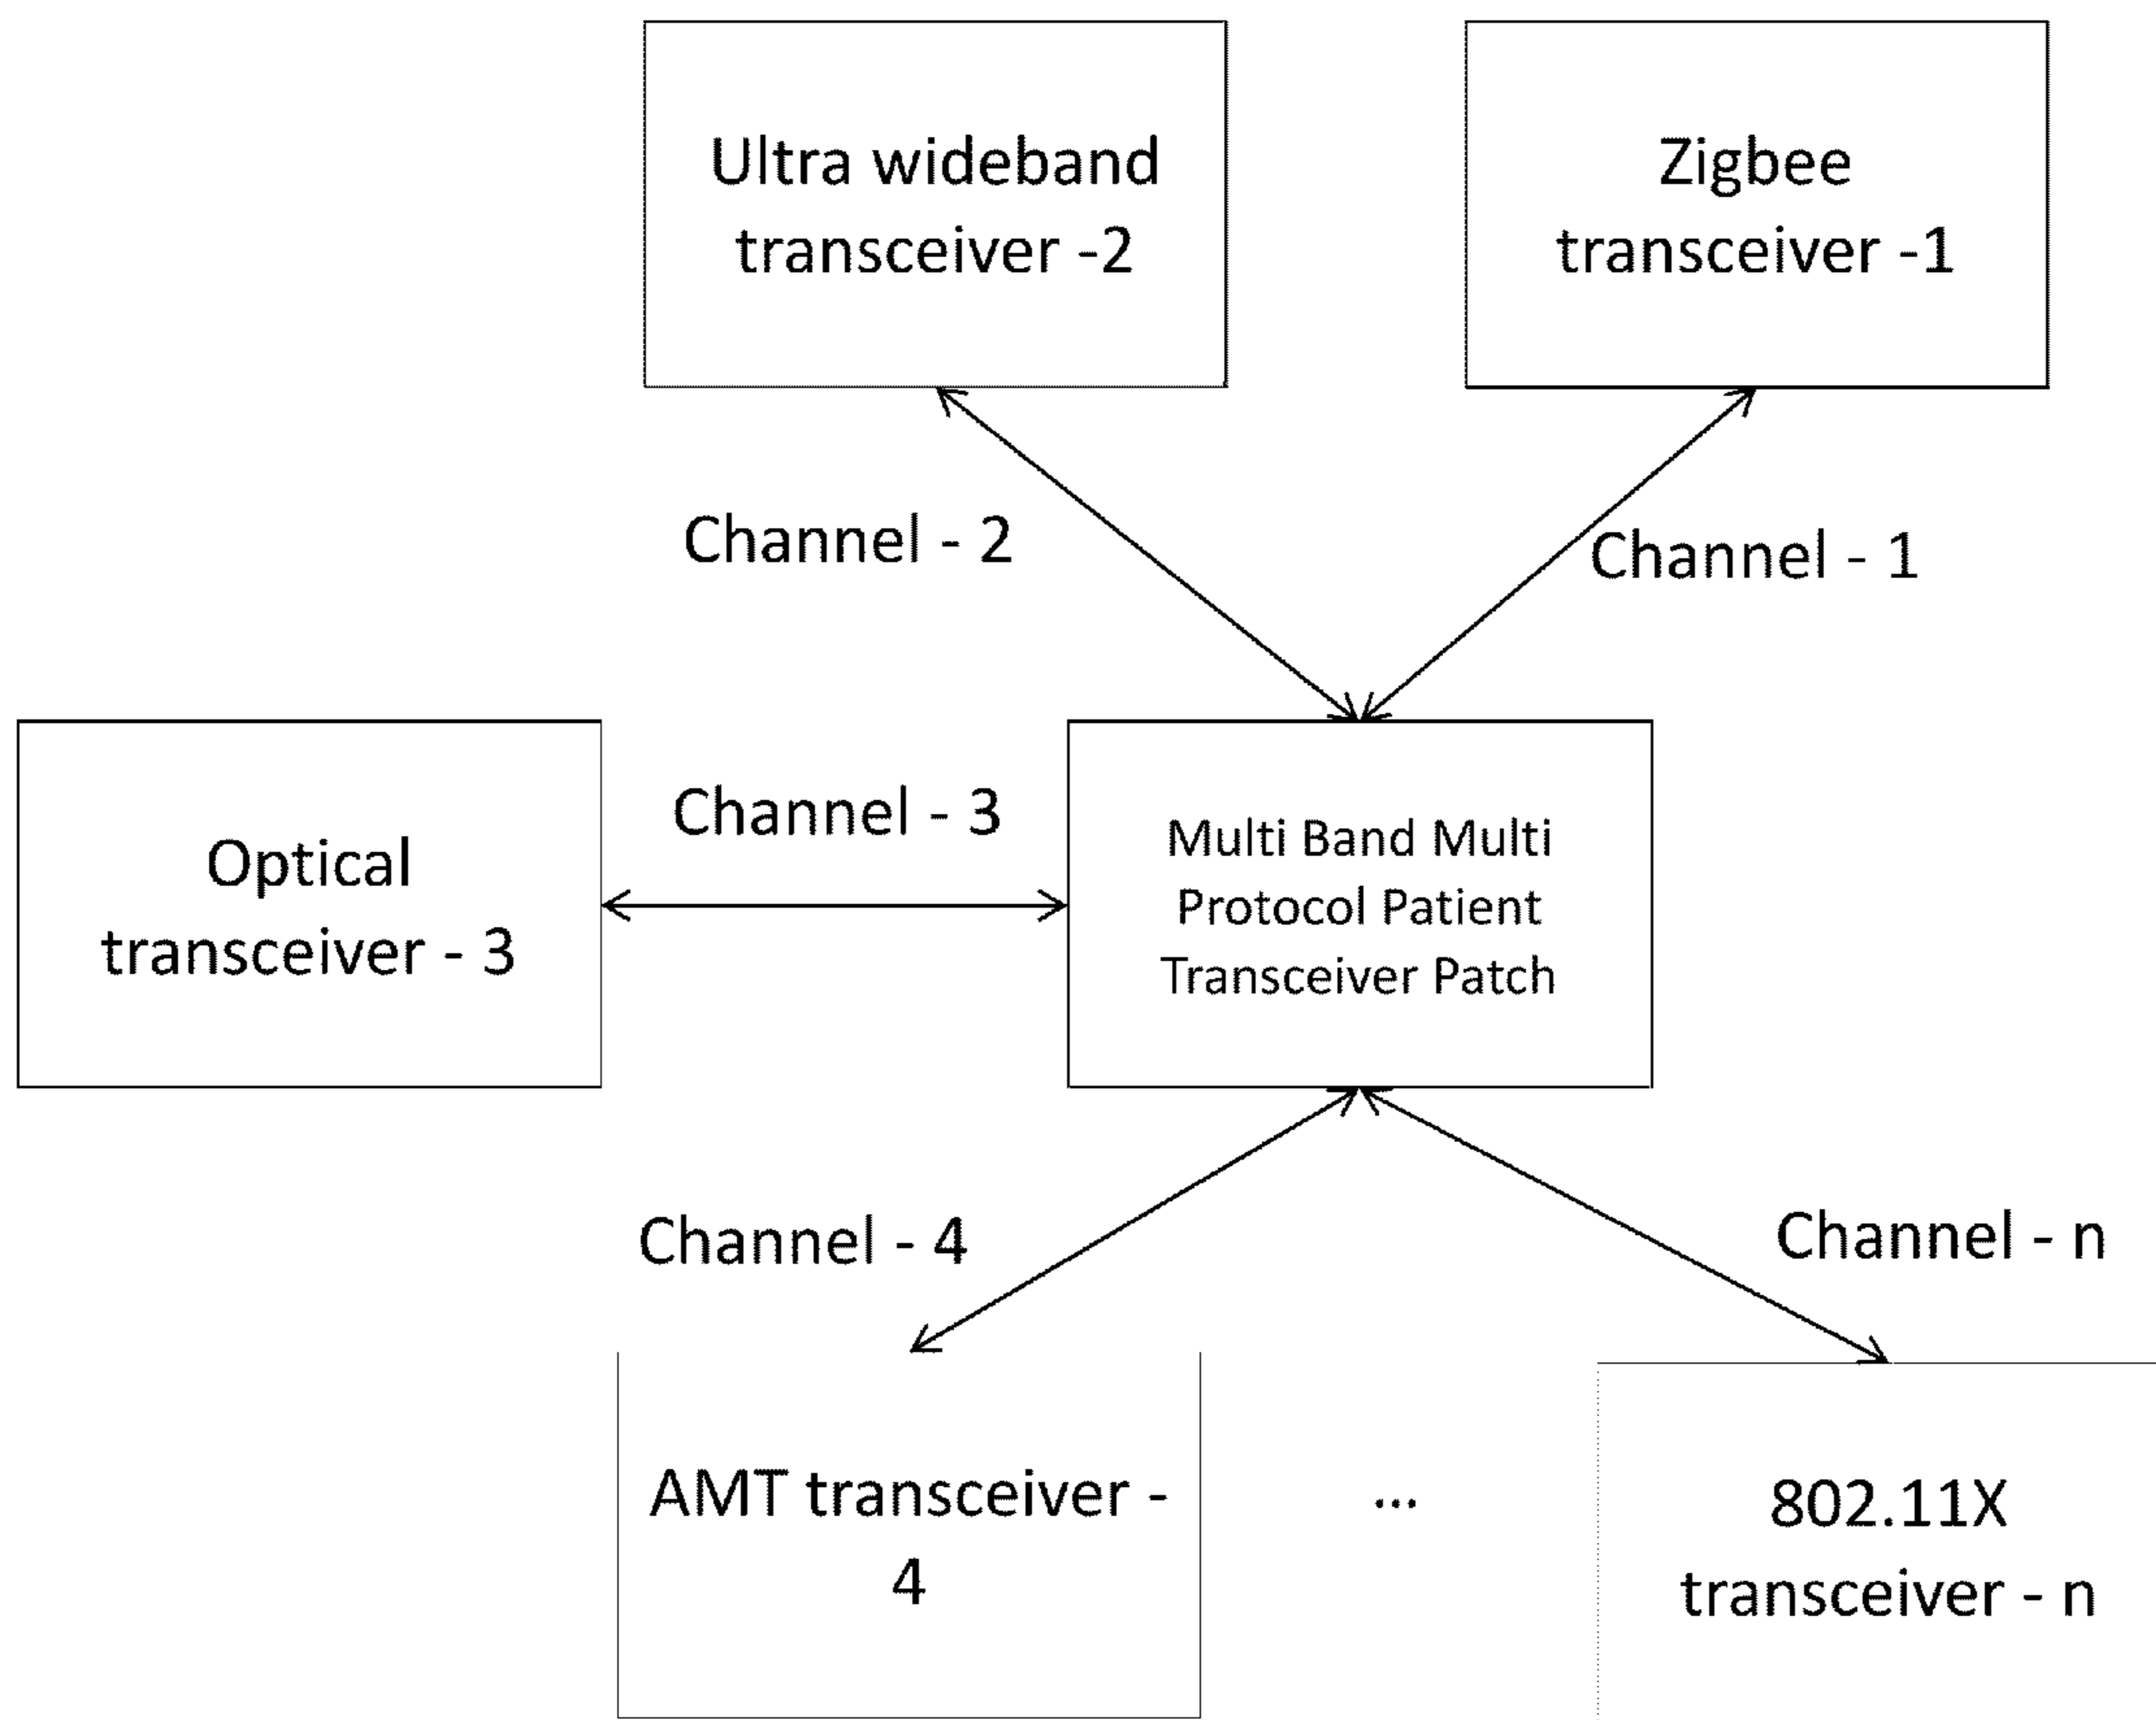 Ultra wideband
transceiver -2
Zigbee
transceiver -1
Channel - 2
Channel - 1
Optical
transceiver - 3
Channel - 3
Multi Band Multi
Protocol Patient
Transceiver Patch
Channel - 4
Channel - n
AMT transceiver -
4
...
802.11X
transceiver - n